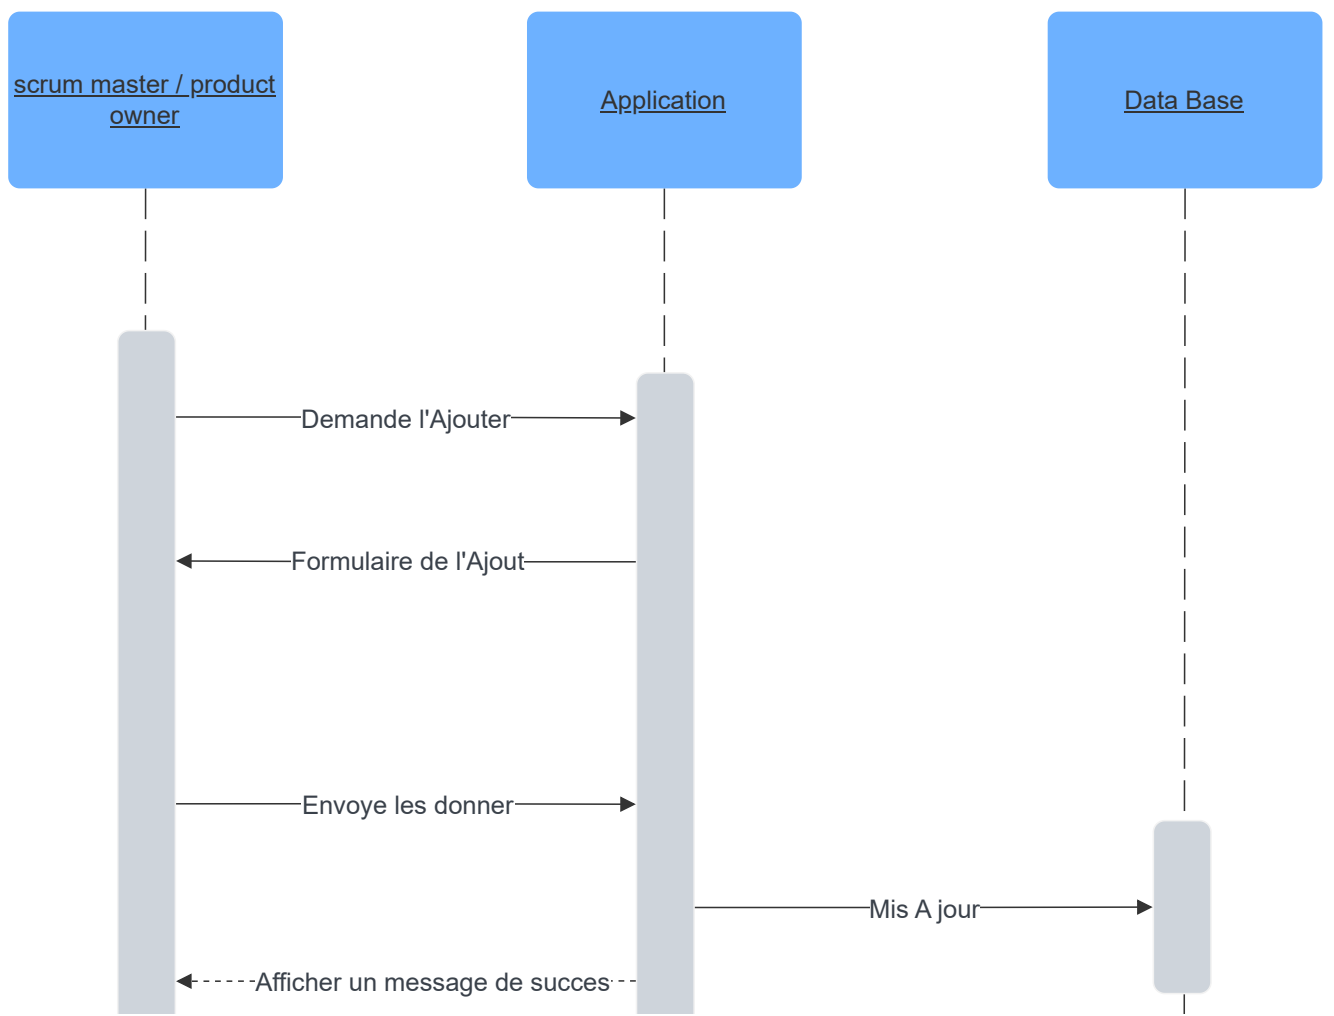 scrum master / product
owner
Application
Data Base
Demande l'Ajouter
Formulaire de l'Ajout
Envoye les donner
Mis A jour
Afficher un message de succes